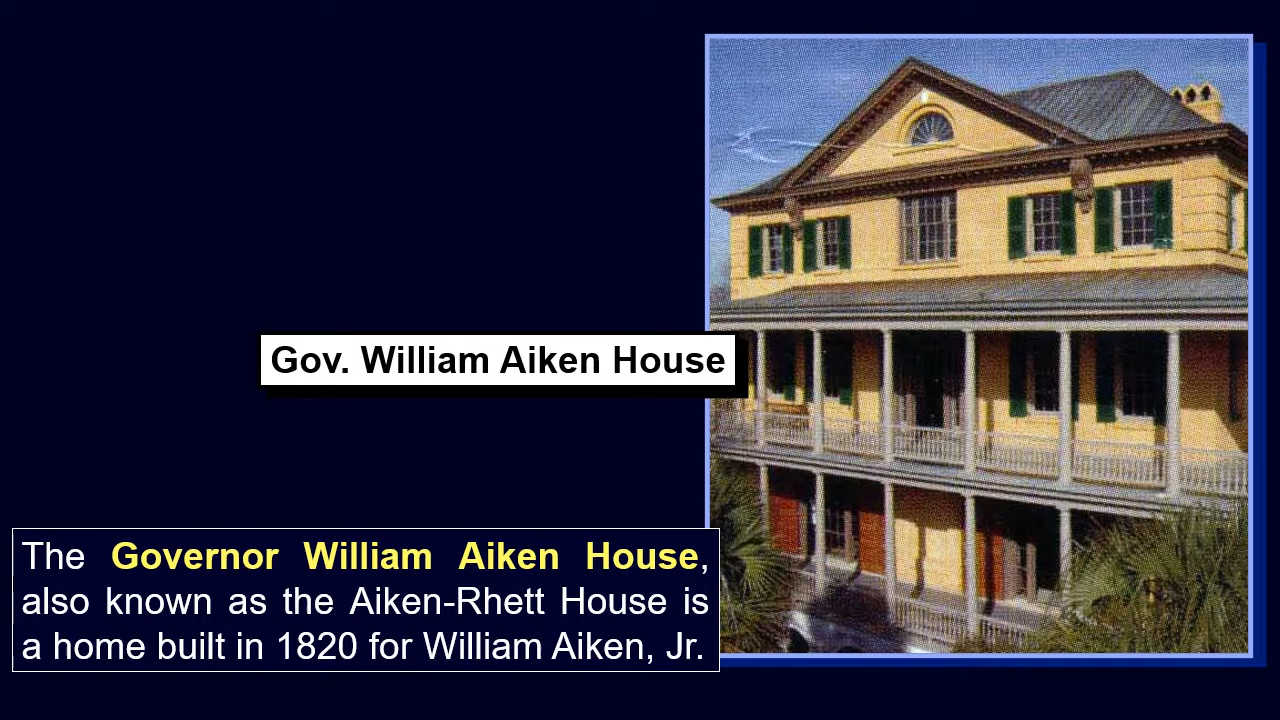 Gov. William Aiken House
The Governor William Aiken House,
also known as the Aiken-Rhett House is
a home built in 1820 for William Aiken, Jr.